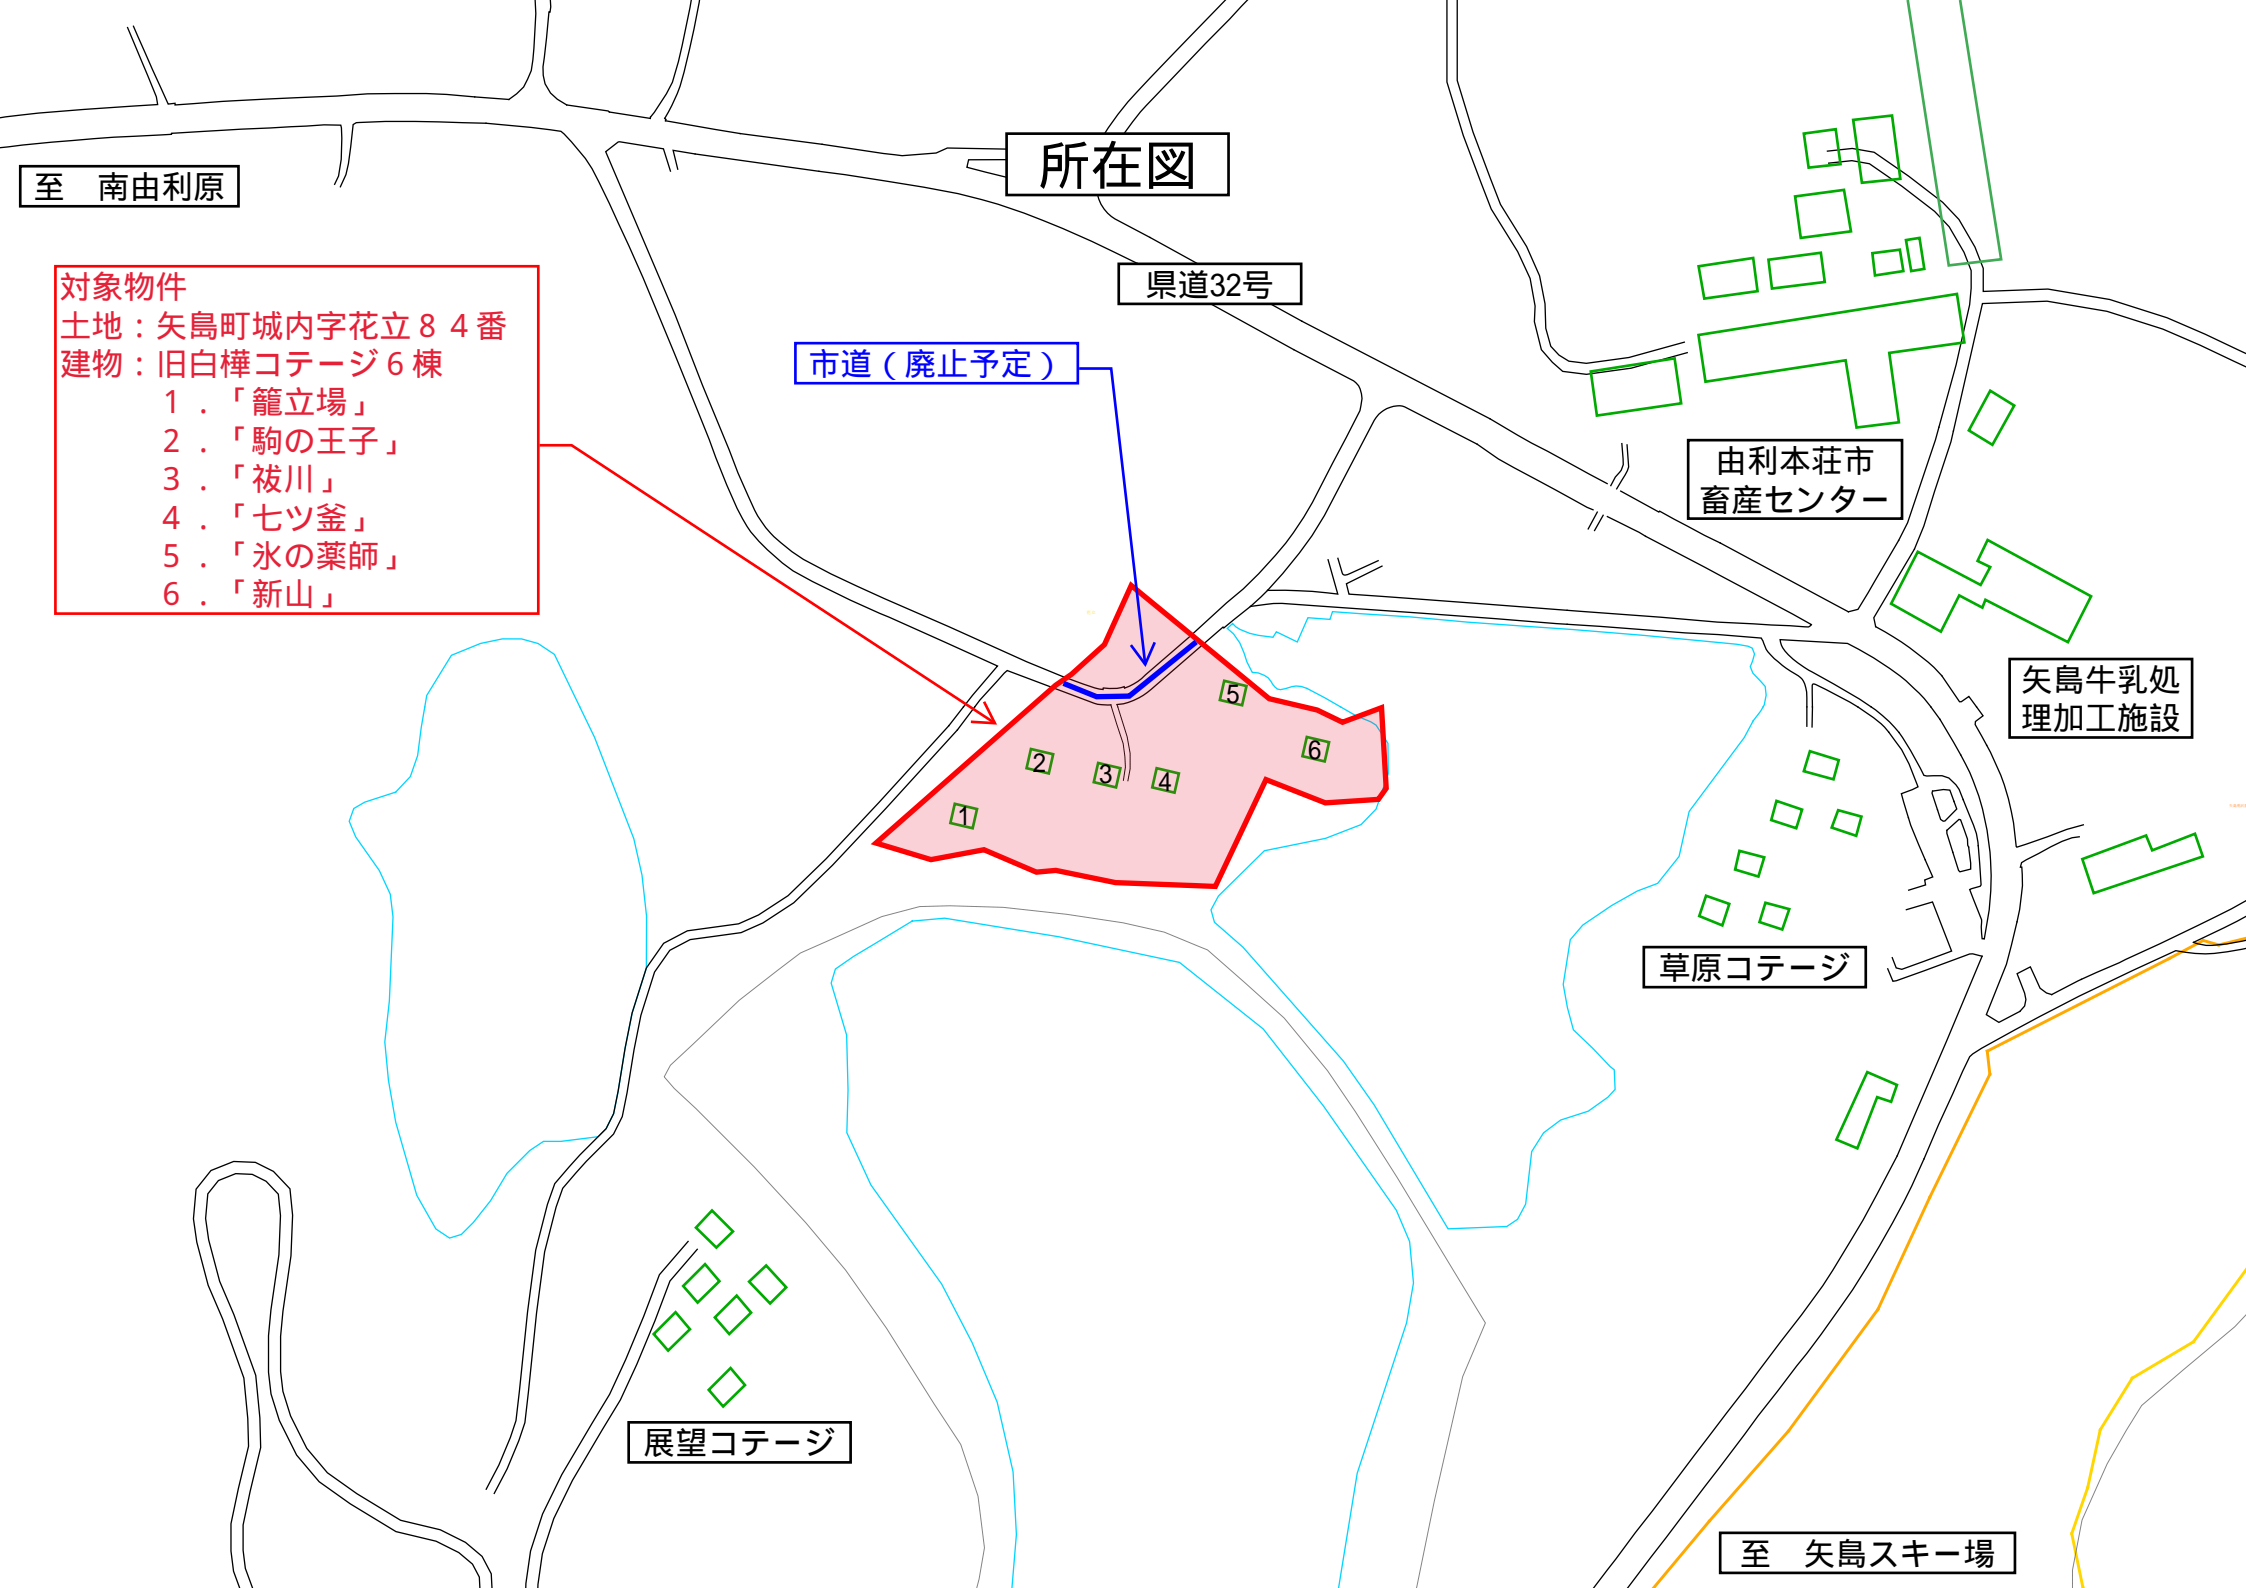 所在図
至　南由利原
県道32号
対象物件
土地：矢島町城内字花立８４番
建物：旧白樺コテージ６棟
１．「籠立場」
２．「駒の王子」
３．「祓川」
４．「七ツ釜」
５．「氷の薬師」
６．「新山」
市道（廃止予定）
由利本荘市
畜産センター
矢島牛乳処
理加工施設
5
6
2
3
4
1
草原コテージ
展望コテージ
至　矢島スキー場